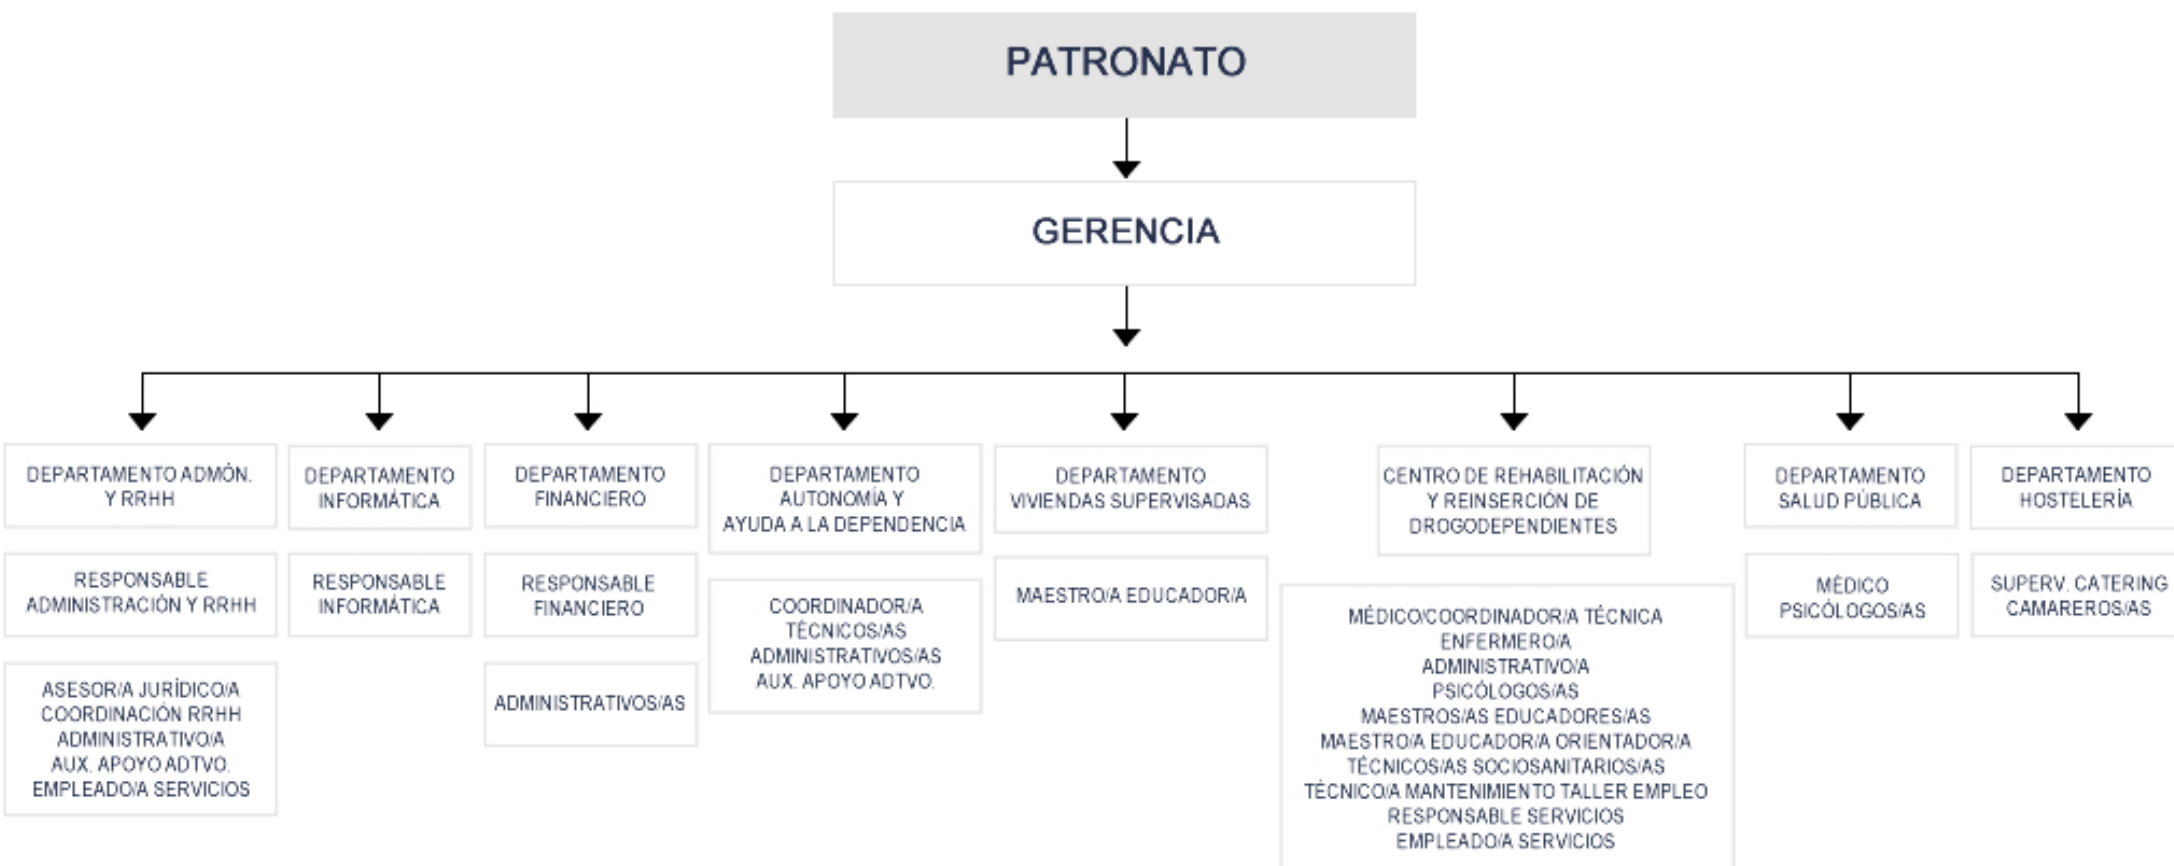 PATRONATO
GERENCIA
DEPARTAMENTO ADMÓN.
Y RRHH
RESPONSABLE
ADMINISTRACIÓN Y RRHH
ASESOR/A JURÍDICO/A
COORDINACIÓN RRHH
ADMINISTRATIVO/A
AUX. APOYO ADTVO.
EMPLEADO/A SERVICIOS
DEPARTAMENTO
INFORMÁTICA
RESPONSABLE
INFORMÁTICA
DEPARTAMENTO
FINANCIERO
RESPONSABLE
FINANCIERO
ADMINISTRATIVOS/AS
DEPARTAMENTO
AUTONOMÍA Y
AYUDA A LA DEPENDENCIA
COORDINADOR/A
TÉCNICOS/AS
ADMINISTRATIVOS/AS
AUX. APOYO ADTVO.
DEPARTAMENTO
VIVIENDAS SUPERVISADAS
MAESTRO/A EDUCADOR/A
CENTRO DE REHABILITACIÓN
Y REINSERCIÓN DE
DROGODEPENDIENTES
MÉDICO/COORDINADOR/A TÉCNICA
ENFERMERO/A
ADMINISTRATIVO/A
PSICÓLOGOS/AS
MAESTROS/AS EDUCADORES/AS
MAESTRO/A EDUCADOR/A ORIENTADOR/A
TÉCNICOS/AS SOCIOSANITARIOS/AS
TÉCNICO/A MANTENIMIENTO TALLER EMPLEO
RESPONSABLE SERVICIOS
EMPLEADO/A SERVICIOS
DEPARTAMENTO
SALUD PÚBLICA
MÉDICO
PSICÓLOGOS/AS
DEPARTAMENTO
HOSTELERÍA
SUPERV. CATERING
CAMAREROS/AS